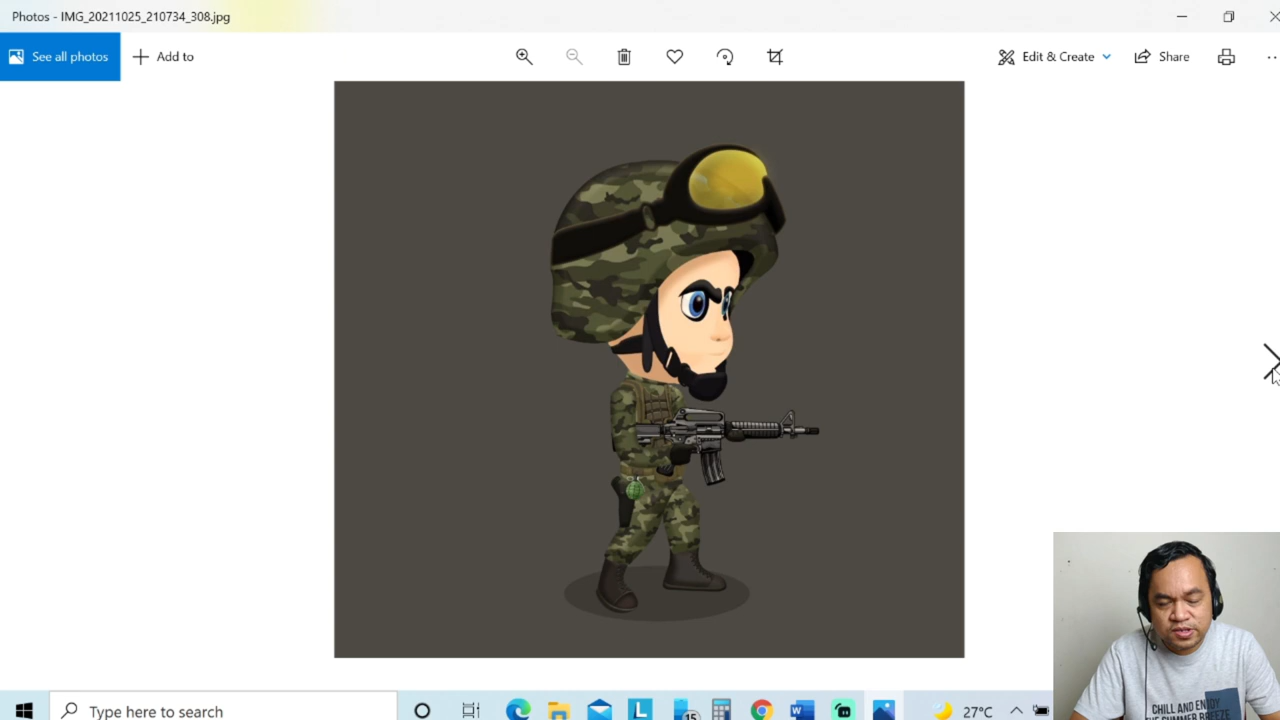 Photos - IMG_20211025_210734_308.jpg
See all photos
Add to
Edit & Create
Share
Type here to search
L
15
W
27°C
CHILL AND ENJOY